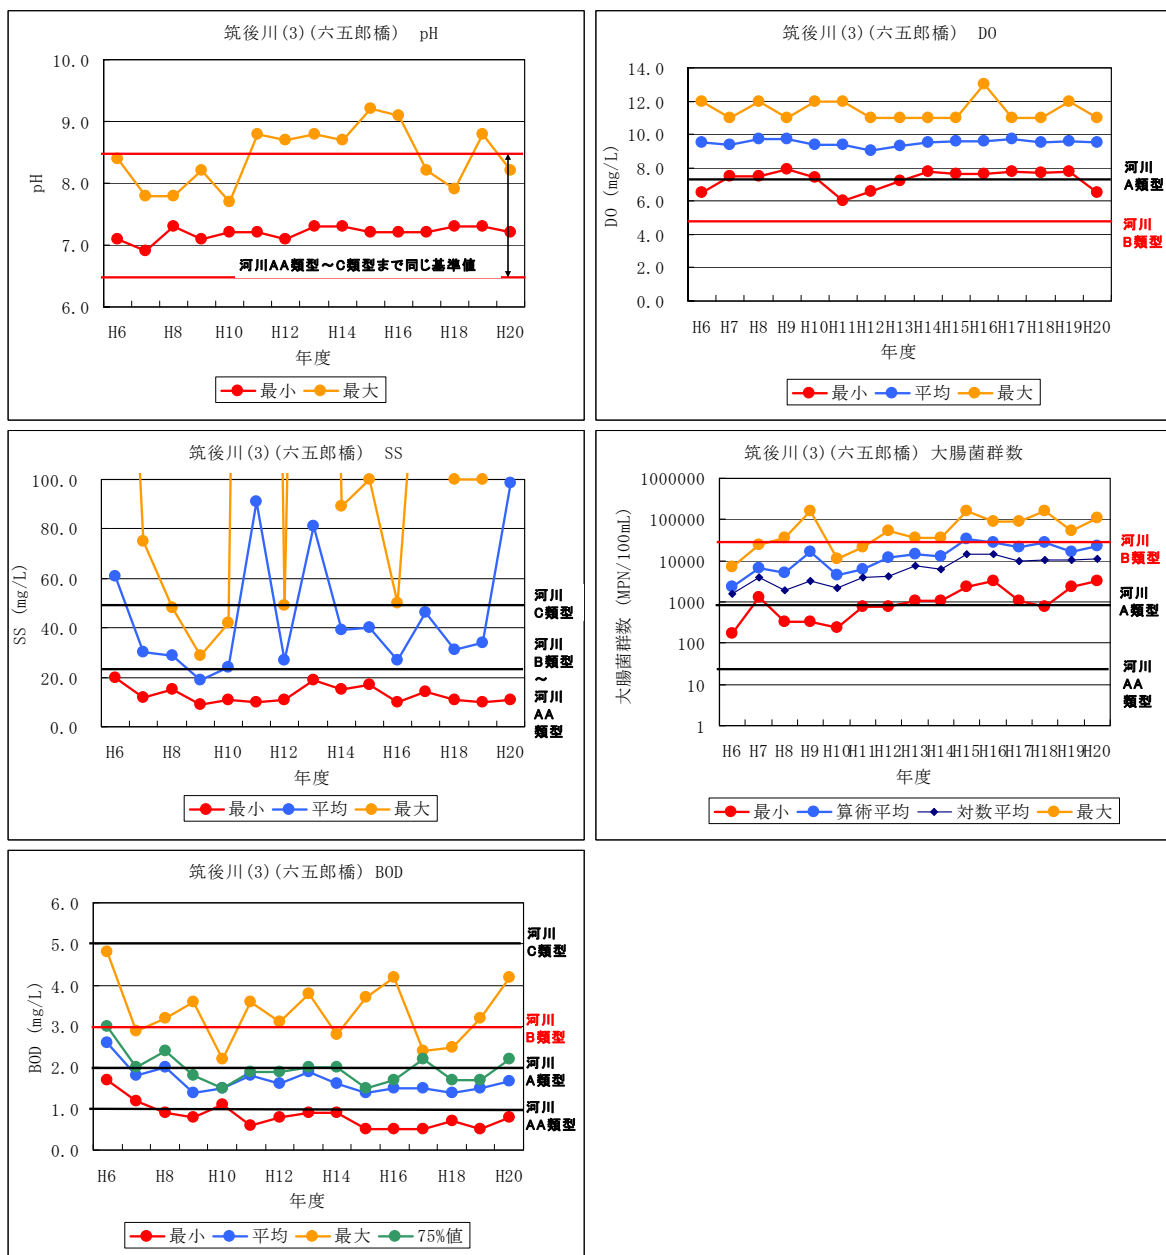 筑後川(3)(六五郎橋) pH
10.0
9.0
8.0
7.0
6.0
pH
河川AA類型～C類型まで同じ基準値
H6 H8 H10 H12 H14 H16 H18 H20
年度
最小 最大
筑後川(3)(六五郎橋) DO
14.0
12.0
10.0
8.0
6.0
4.0
2.0
0.0
DO (mg/L)
河川
A類型
河川
B類型
H6 H7 H8 H9 H10 H11 H12 H13 H14 H15 H16 H17 H18 H19 H20
年度
最小 平均 最大
筑後川(3)(六五郎橋) SS
100.0
80.0
60.0
40.0
20.0
0.0
SS (mg/L)
河川
C類型
河川
B類型
～
河川
AA
類型
H6 H8 H10 H12 H14 H16 H18 H20
年度
最小 平均 最大
筑後川(3)(六五郎橋) 大腸菌群数
1000000
100000
10000
1000
100
10
1
大腸菌群数 (MPN/100mL)
河川
B類型
河川
A類型
河川
AA
類型
H6 H7 H8 H9 H10 H11 H12 H13 H14 H15 H16 H17 H18 H19 H20
年度
最小 算術平均 対数平均 最大
筑後川(3)(六五郎橋) BOD
6.0
5.0
4.0
3.0
2.0
1.0
0.0
BOD (mg/L)
河川
C類型
河川
B類型
河川
A類型
河川
AA類型
H6 H8 H10 H12 H14 H16 H18 H20
年度
最小 平均 最大 75%値